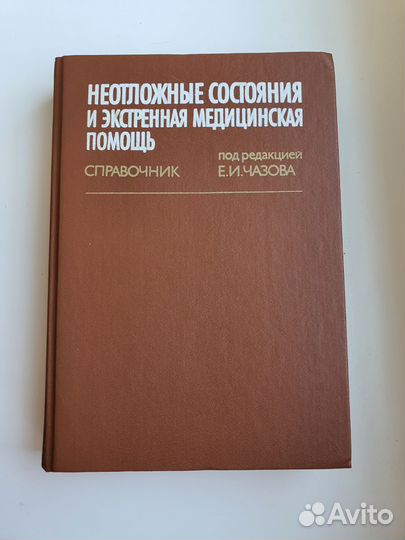 НЕОТЛОЖНЫЕ СОСТОЯНИЯ
И ЭКСТРЕННАЯ МЕДИЦИНСКАЯ
ПОМОЩЬ
под редакцией
СПРАВОЧНИК Е.И.ЧАЗОВА
Avito